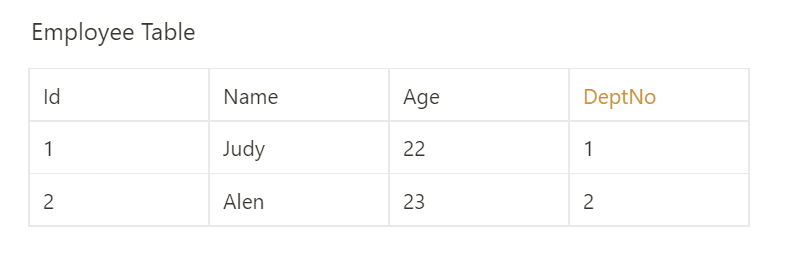 Employee Table
Id Name Age DeptNo
1 Judy 22 1
2 Alen 23 2